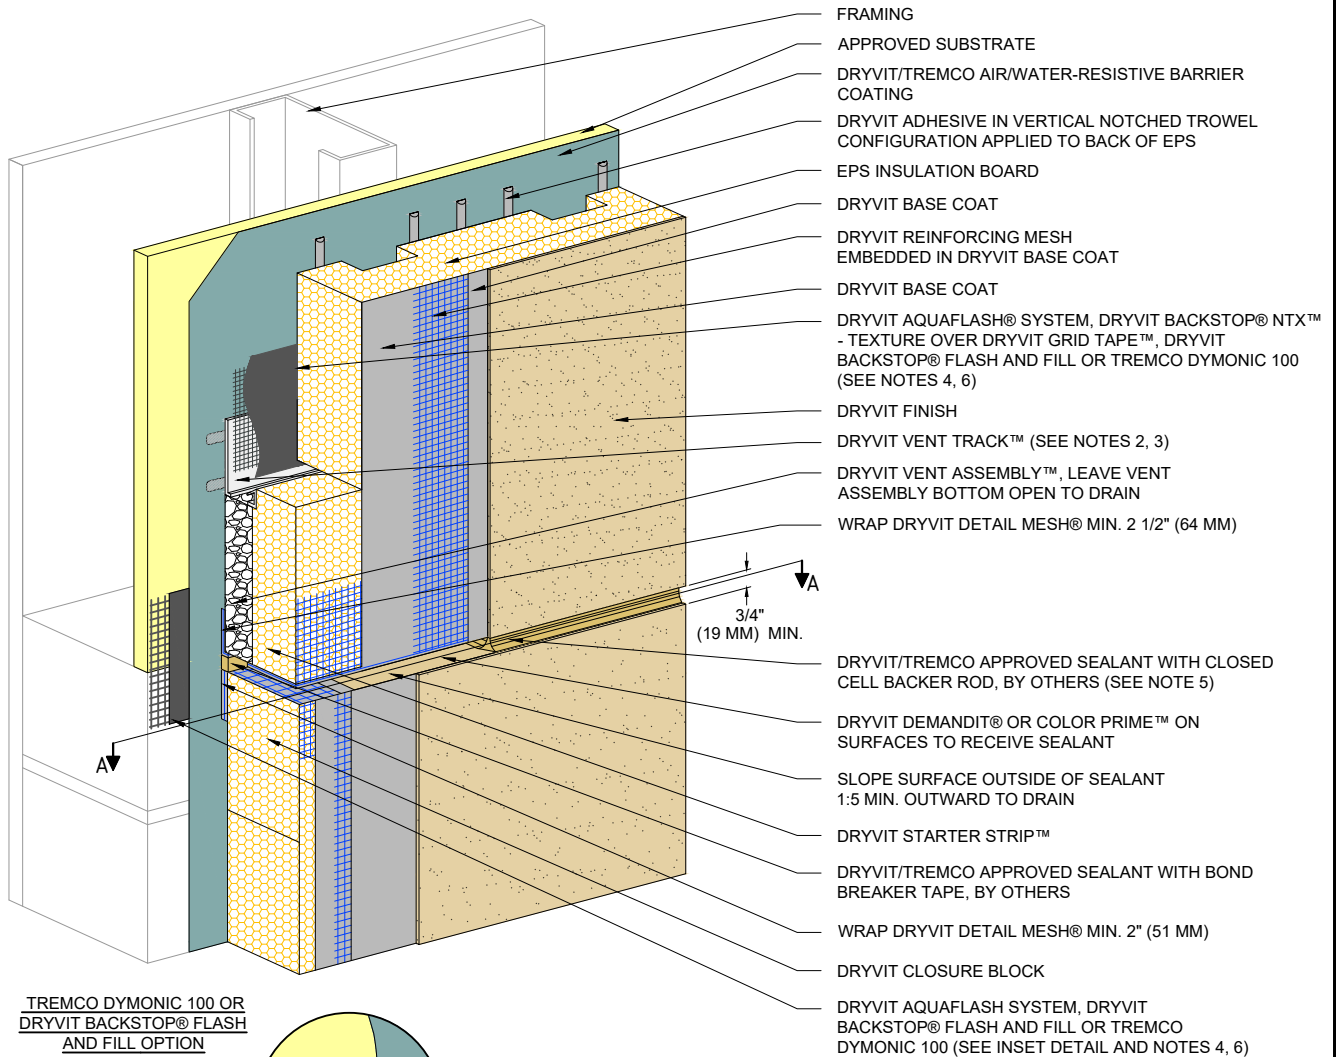 FRAMING
APPROVED SUBSTRATE
DRYVIT/TREMCO AIR/WATER-RESISTIVE BARRIER
COATING
DRYVIT ADHESIVE IN VERTICAL NOTCHED TROWEL
CONFIGURATION APPLIED TO BACK OF EPS
EPS INSULATION BOARD
DRYVIT BASE COAT
DRYVIT REINFORCING MESH
EMBEDDED IN DRYVIT BASE COAT
DRYVIT BASE COAT
DRYVIT AQUAFLASH® SYSTEM, DRYVIT BACKSTOP® NTX™
- TEXTURE OVER DRYVIT GRID TAPE™, DRYVIT
BACKSTOP® FLASH AND FILL OR TREMCO DYMONIC 100
(SEE NOTES 4, 6)
DRYVIT FINISH
DRYVIT VENT TRACK™ (SEE NOTES 2, 3)
DRYVIT VENT ASSEMBLY™, LEAVE VENT
ASSEMBLY BOTTOM OPEN TO DRAIN
WRAP DRYVIT DETAIL MESH® MIN. 2 1/2" (64 MM)
A
3/4"
(19 MM) MIN.
DRYVIT/TREMCO APPROVED SEALANT WITH CLOSED
CELL BACKER ROD, BY OTHERS (SEE NOTE 5)
DRYVIT DEMANDIT® OR COLOR PRIME™ ON
SURFACES TO RECEIVE SEALANT
A
SLOPE SURFACE OUTSIDE OF SEALANT
1:5 MIN. OUTWARD TO DRAIN
DRYVIT STARTER STRIP™
DRYVIT/TREMCO APPROVED SEALANT WITH BOND
BREAKER TAPE, BY OTHERS
WRAP DRYVIT DETAIL MESH® MIN. 2" (51 MM)
DRYVIT CLOSURE BLOCK
DRYVIT AQUAFLASH SYSTEM, DRYVIT
BACKSTOP® FLASH AND FILL OR TREMCO
DYMONIC 100 (SEE INSET DETAIL AND NOTES 4, 6)
TREMCO DYMONIC 100 OR
DRYVIT BACKSTOP® FLASH
AND FILL OPTION